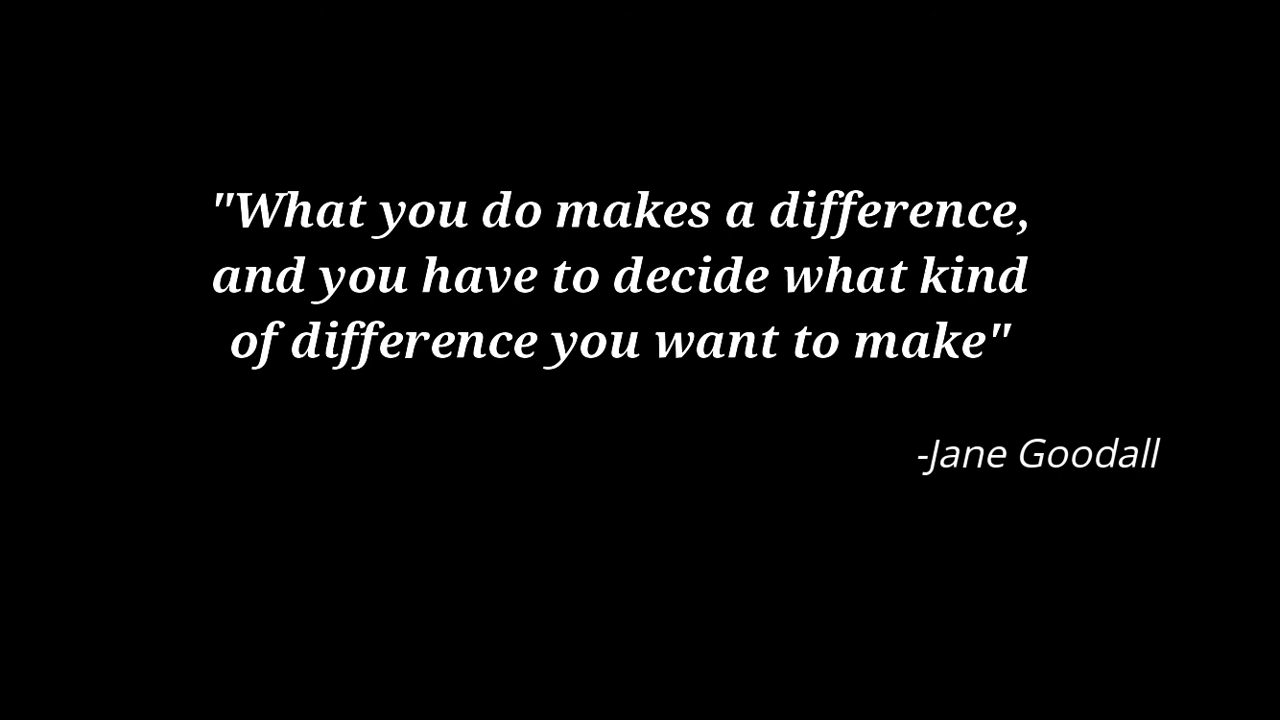 "What you do makes a difference,
and you have to decide what kind
of difference you want to make"
-Jane Goodall